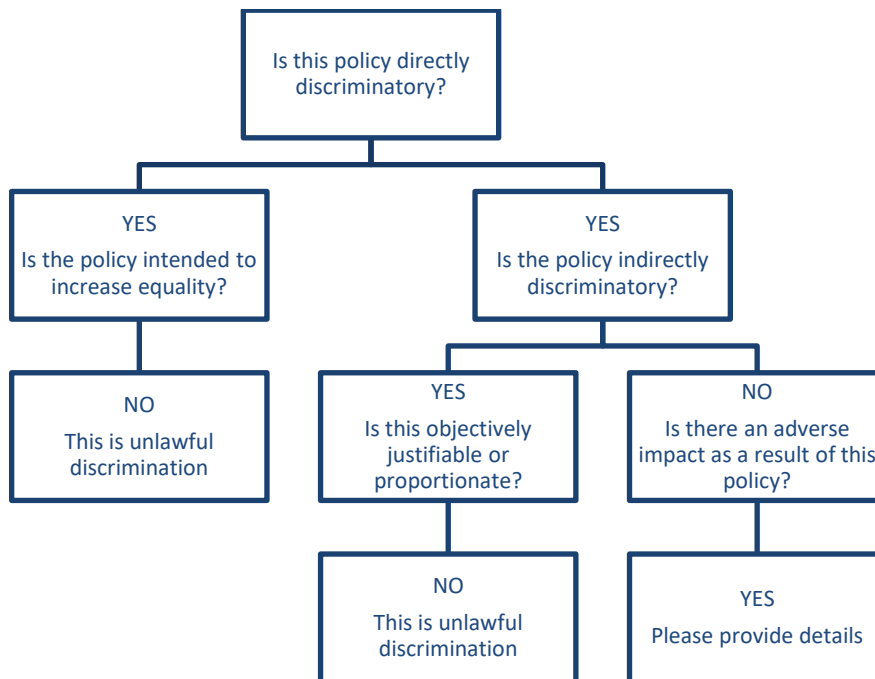 Is this policy directly
discriminatory?
YES
Is the policy intended to
increase equality?
YES
Is the policy indirectly
discriminatory?
NO
This is unlawful
discrimination
YES
Is this objectively
justifiable or
proportionate?
NO
Is there an adverse
impact as a result of this
policy?
NO
This is unlawful
discrimination
YES
Please provide details